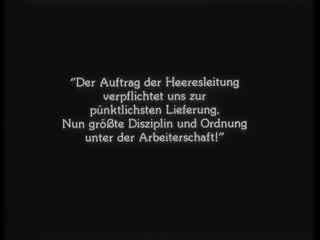 "Der Auftrag der Heeresleitung
verpflichtet uns zur
pünktlichsten Lieferung.
Nun größte Disziplin und Ordnung
unter der Arbeiterschaft!"